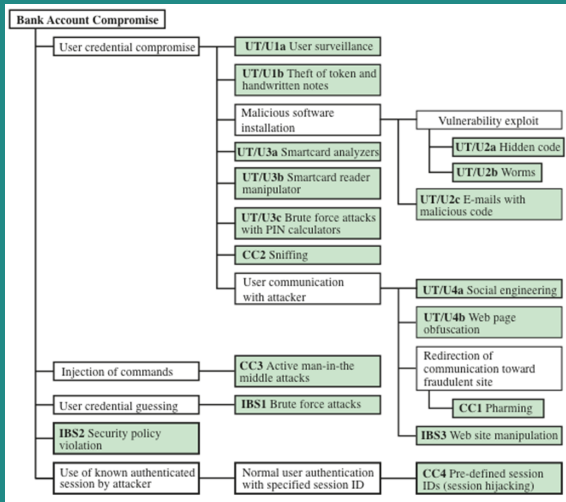 Bank Account Compromise
User credential compromise
UT/U1a User surveillance
UT/U1b Theft of token and
handwritten notes
Malicious software
installation
Vulnerability exploit
UT/U2a Hidden code
UT/U2b Worms
UT/U2c E-mails with
malicious code
UT/U3a Smartcard analyzers
UT/U3b Smartcard reader
manipulator
UT/U3c Brute force attacks
with PIN calculators
CC2 Sniffing
User communication
with attacker
UT/U4a Social engineering
UT/U4b Web page
obfuscation
Redirection of
communication toward
fraudulent site
CC1 Pharming
IBS3 Web site manipulation
Injection of commands
CC3 Active man-in-the
middle attacks
User credential guessing
IBS1 Brute force attacks
IBS2 Security policy
violation
Use of known authenticated
session by attacker
Normal user authentication
with specified session ID
CC4 Pre-defined session
IDs (session hijacking)